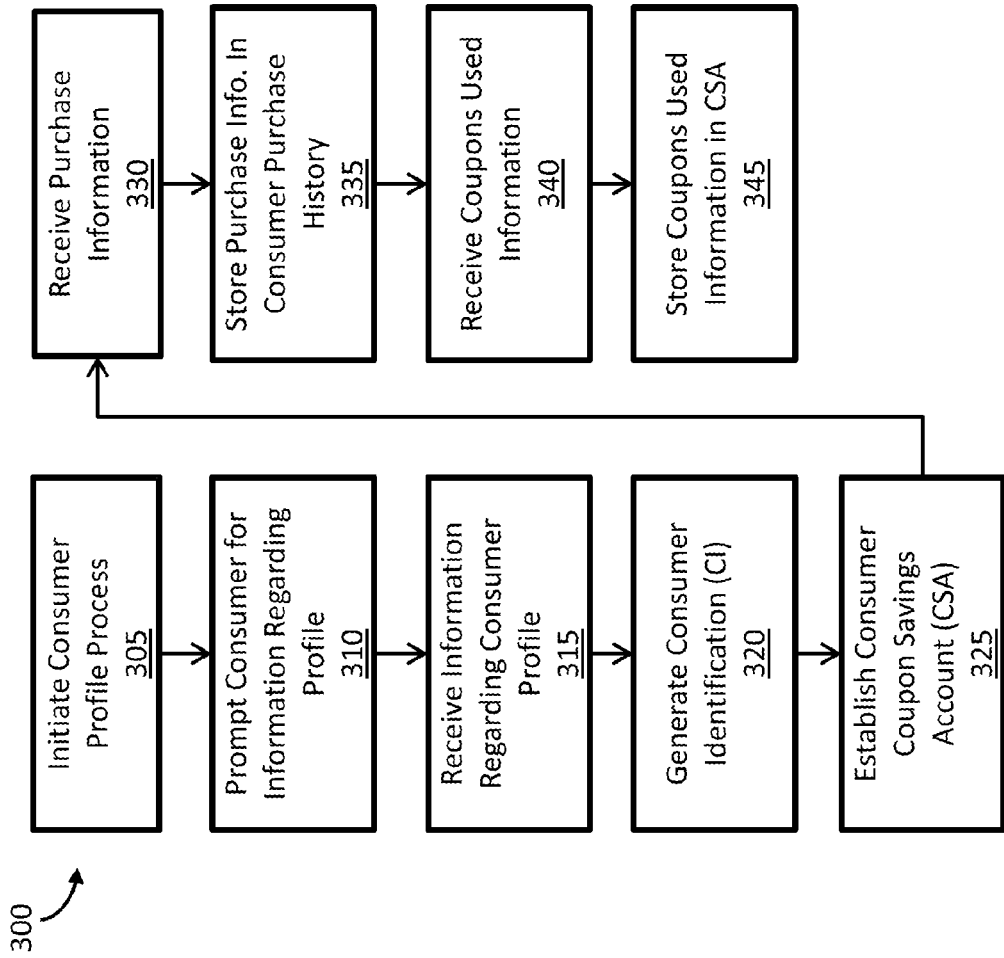 300
Initiate Consumer
Profile Process
305
Prompt Consumer for
Information Regarding
Profile
310
Receive Information
Regarding Consumer
Profile
315
Generate Consumer
Identification (CI)
320
Establish Consumer
Coupon Savings
Account (CSA)
325
Receive Purchase
Information
330
Store Purchase Info. In
Consumer Purchase
History
335
Receive Coupons Used
Information
340
Store Coupons Used
Information in CSA
345